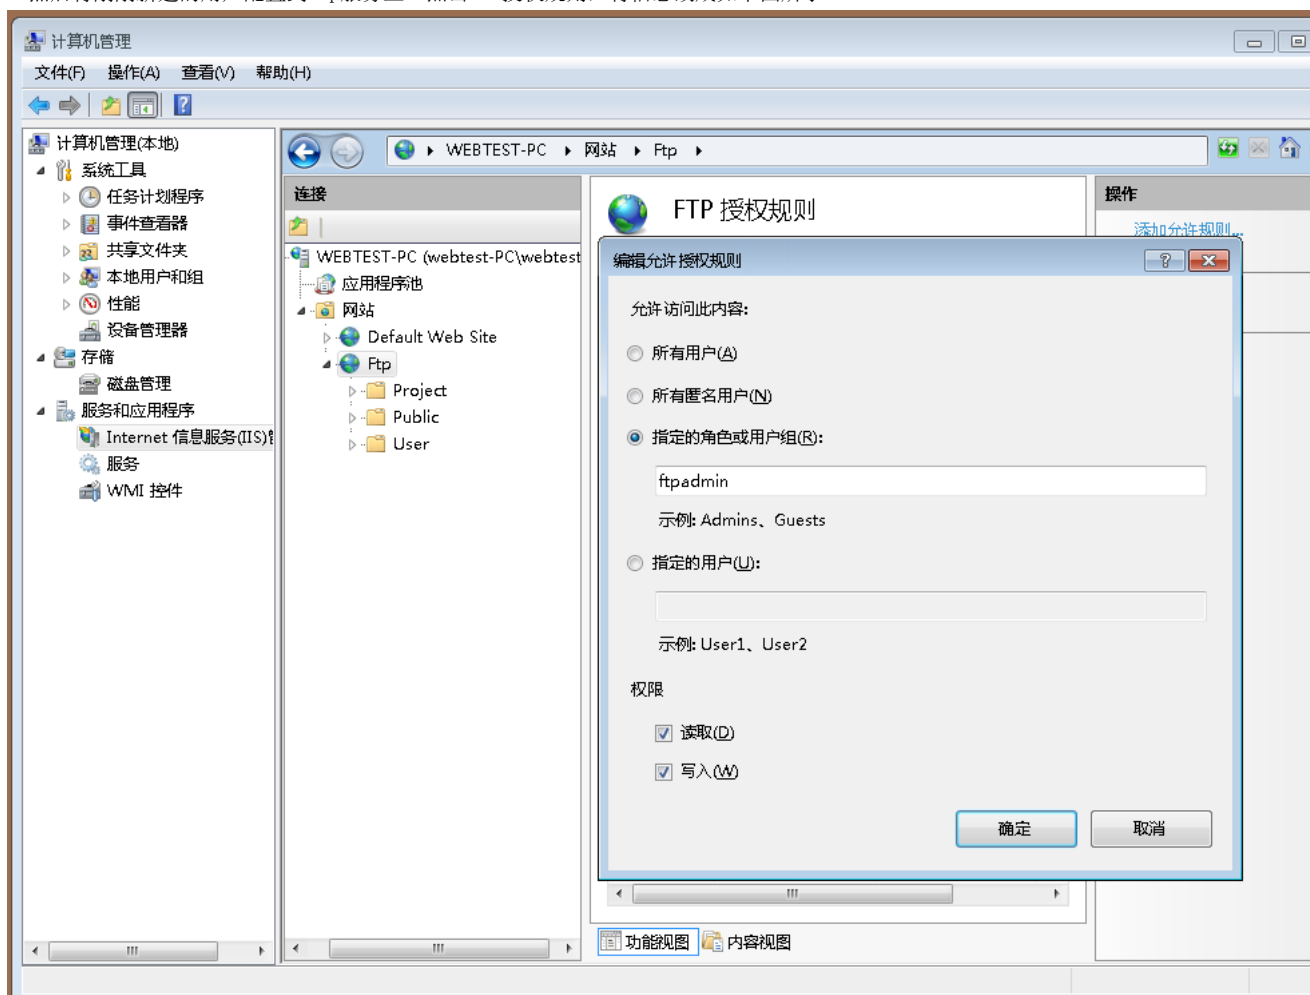 计算机管理
文件(F) 操作(A) 查看(V) 帮助(H)
计算机管理(本地)
系统工具
任务计划程序
事件查看器
共享文件夹
本地用户和组
性能
设备管理器
存储
磁盘管理
服务和应用程序
Internet 信息服务(IIS)管
服务
WMI 控件
WEBTEST-PC 网站 Ftp
连接
WEBTEST-PC (webtest-PC\webtest
应用程序池
网站
Default Web Site
Ftp
Project
Public
User
FTP 授权规则
操作
添加允许规则...
编辑允许授权规则
允许访问此内容:
所有用户(A)
所有匿名用户(N)
指定的角色或用户组(R):
ftpadmin
示例: Admins、Guests
指定的用户(U):
示例: User1、User2
权限
读取(D)
写入(W)
确定 取消
功能视图 内容视图